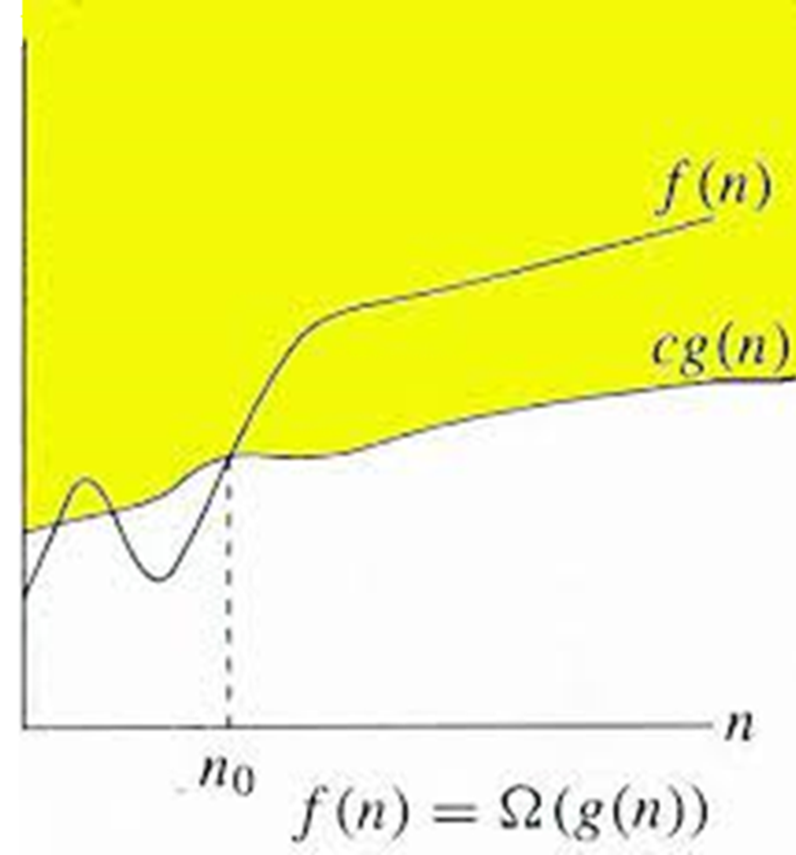 f(n)
cg(n)
n
n₀
f(n) = Ω(g(n))